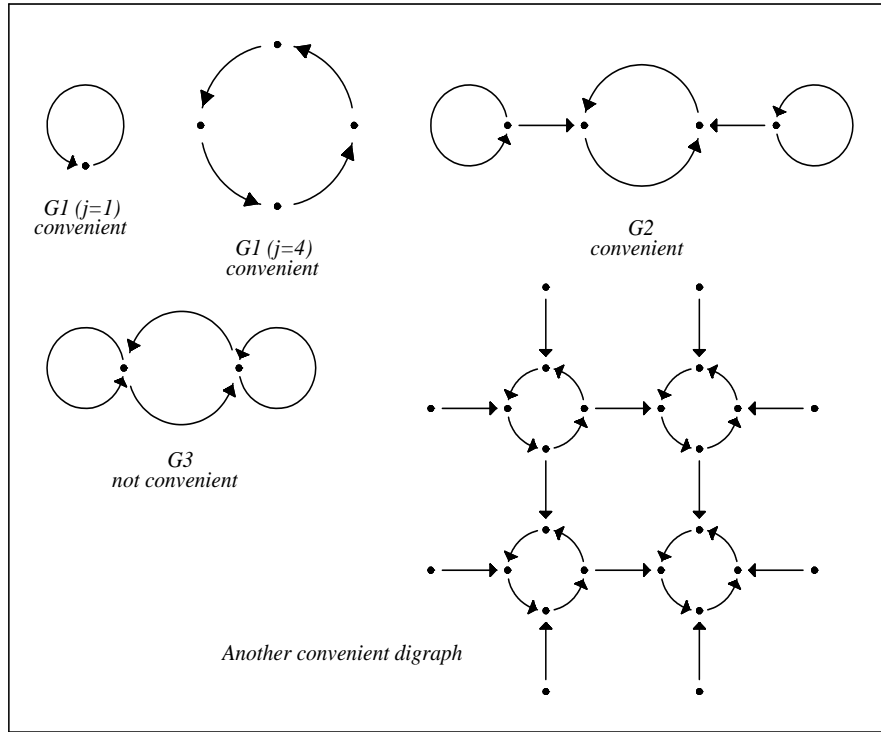 G1 (j=1)
convenient
G1 (j=4)
convenient
G2
convenient
G3
not convenient
Another convenient digraph